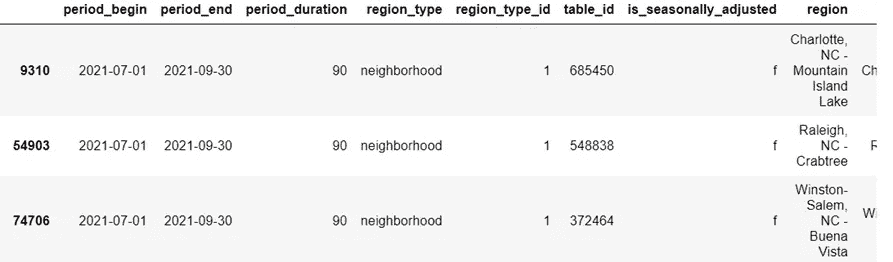 period_begin period_end period_duration region_type region_type_id table_id is_seasonally_adjusted region
9310 2021-07-01 2021-09-30 90 neighborhood 1 685450 f Charlotte, NC - Mountain Island Lake Ch
54903 2021-07-01 2021-09-30 90 neighborhood 1 548838 f Raleigh, NC - Crabtree R
74706 2021-07-01 2021-09-30 90 neighborhood 1 372464 f Winston-Salem, NC - Buena Vista Wi